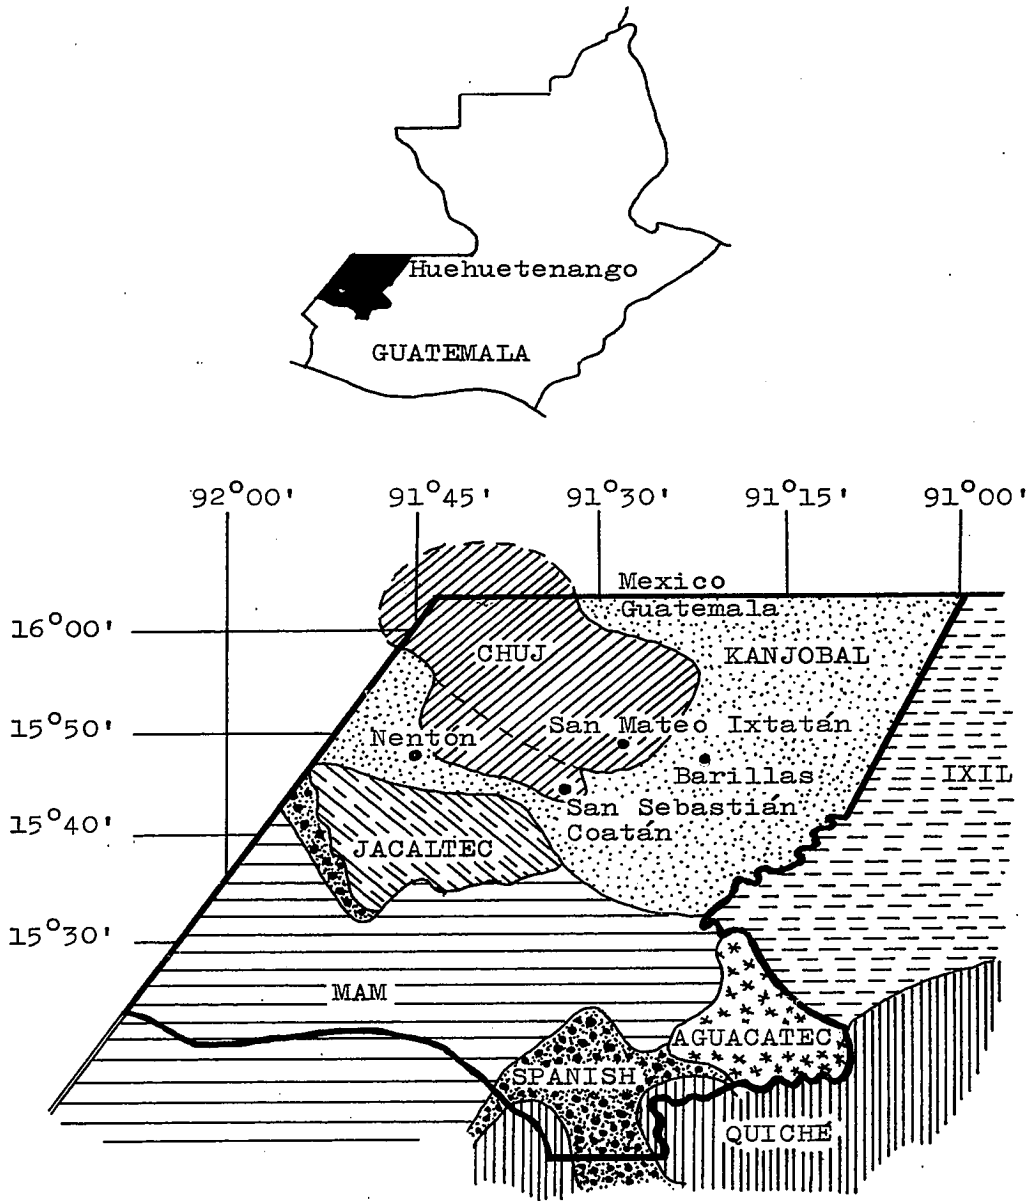 Huehuetenango
GUATEMALA
92°00' 91°45' 91°30' 91°15' 91°00'
Mexico
Guatemala
16°00'
CHUJ
KANJOBAL
15°50'
San Mateo Ixtatán
Nentón
Barillas
IXIL
San Sebastián
Coatán
15°40'
JACALTEC
15°30'
MAM
AGUACATEC
SPANISH
QUICHÉ